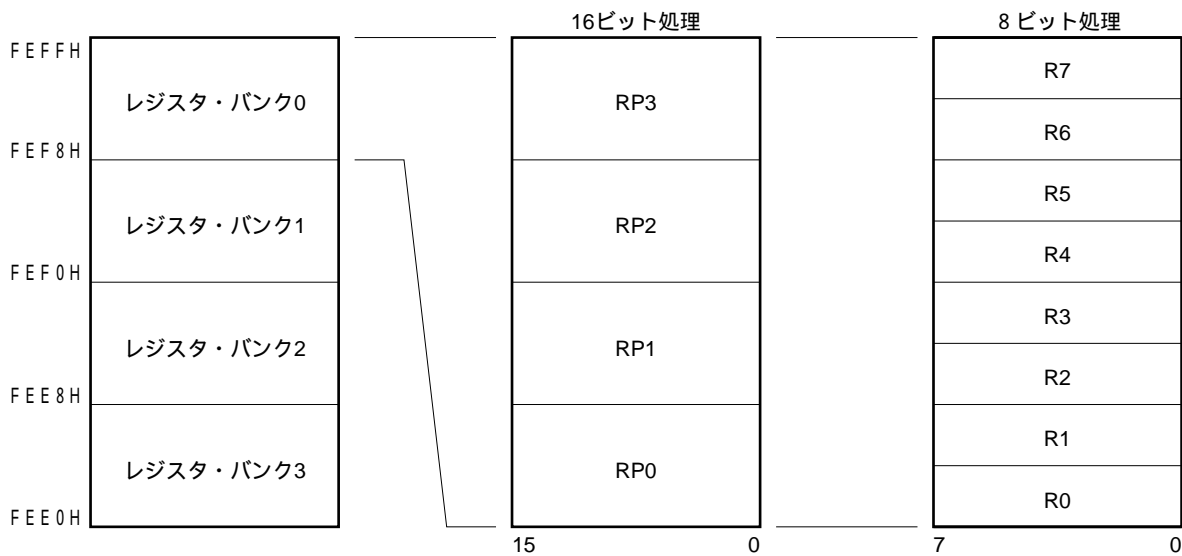 16ビット処理
8ビット処理
FEFFH
レジスタ・バンク0
RP3
R7
R6
FEF8H
レジスタ・バンク1
RP2
R5
R4
FEF0H
レジスタ・バンク2
RP1
R3
R2
FEE8H
レジスタ・バンク3
RP0
R1
R0
FEE0H
15 0
7 0